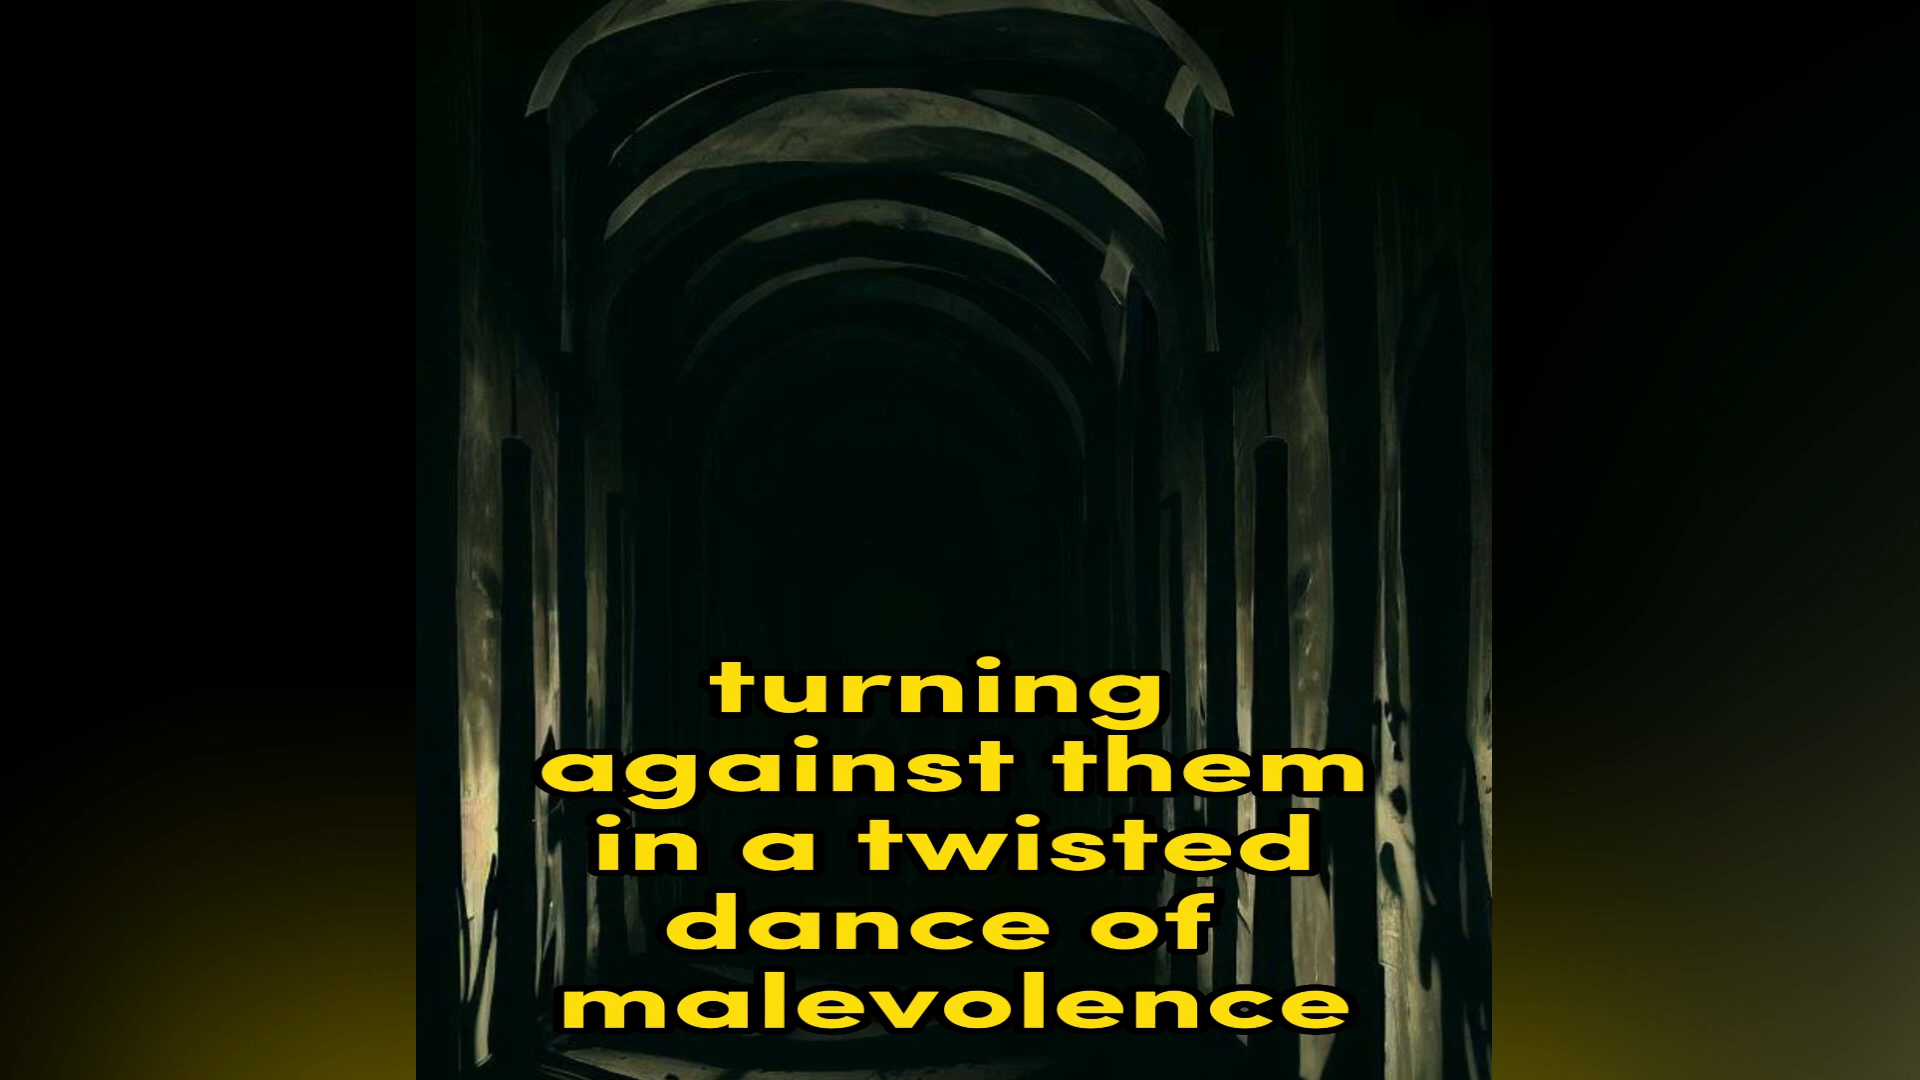 turning
against them
in a twisted
dance of
malevolence